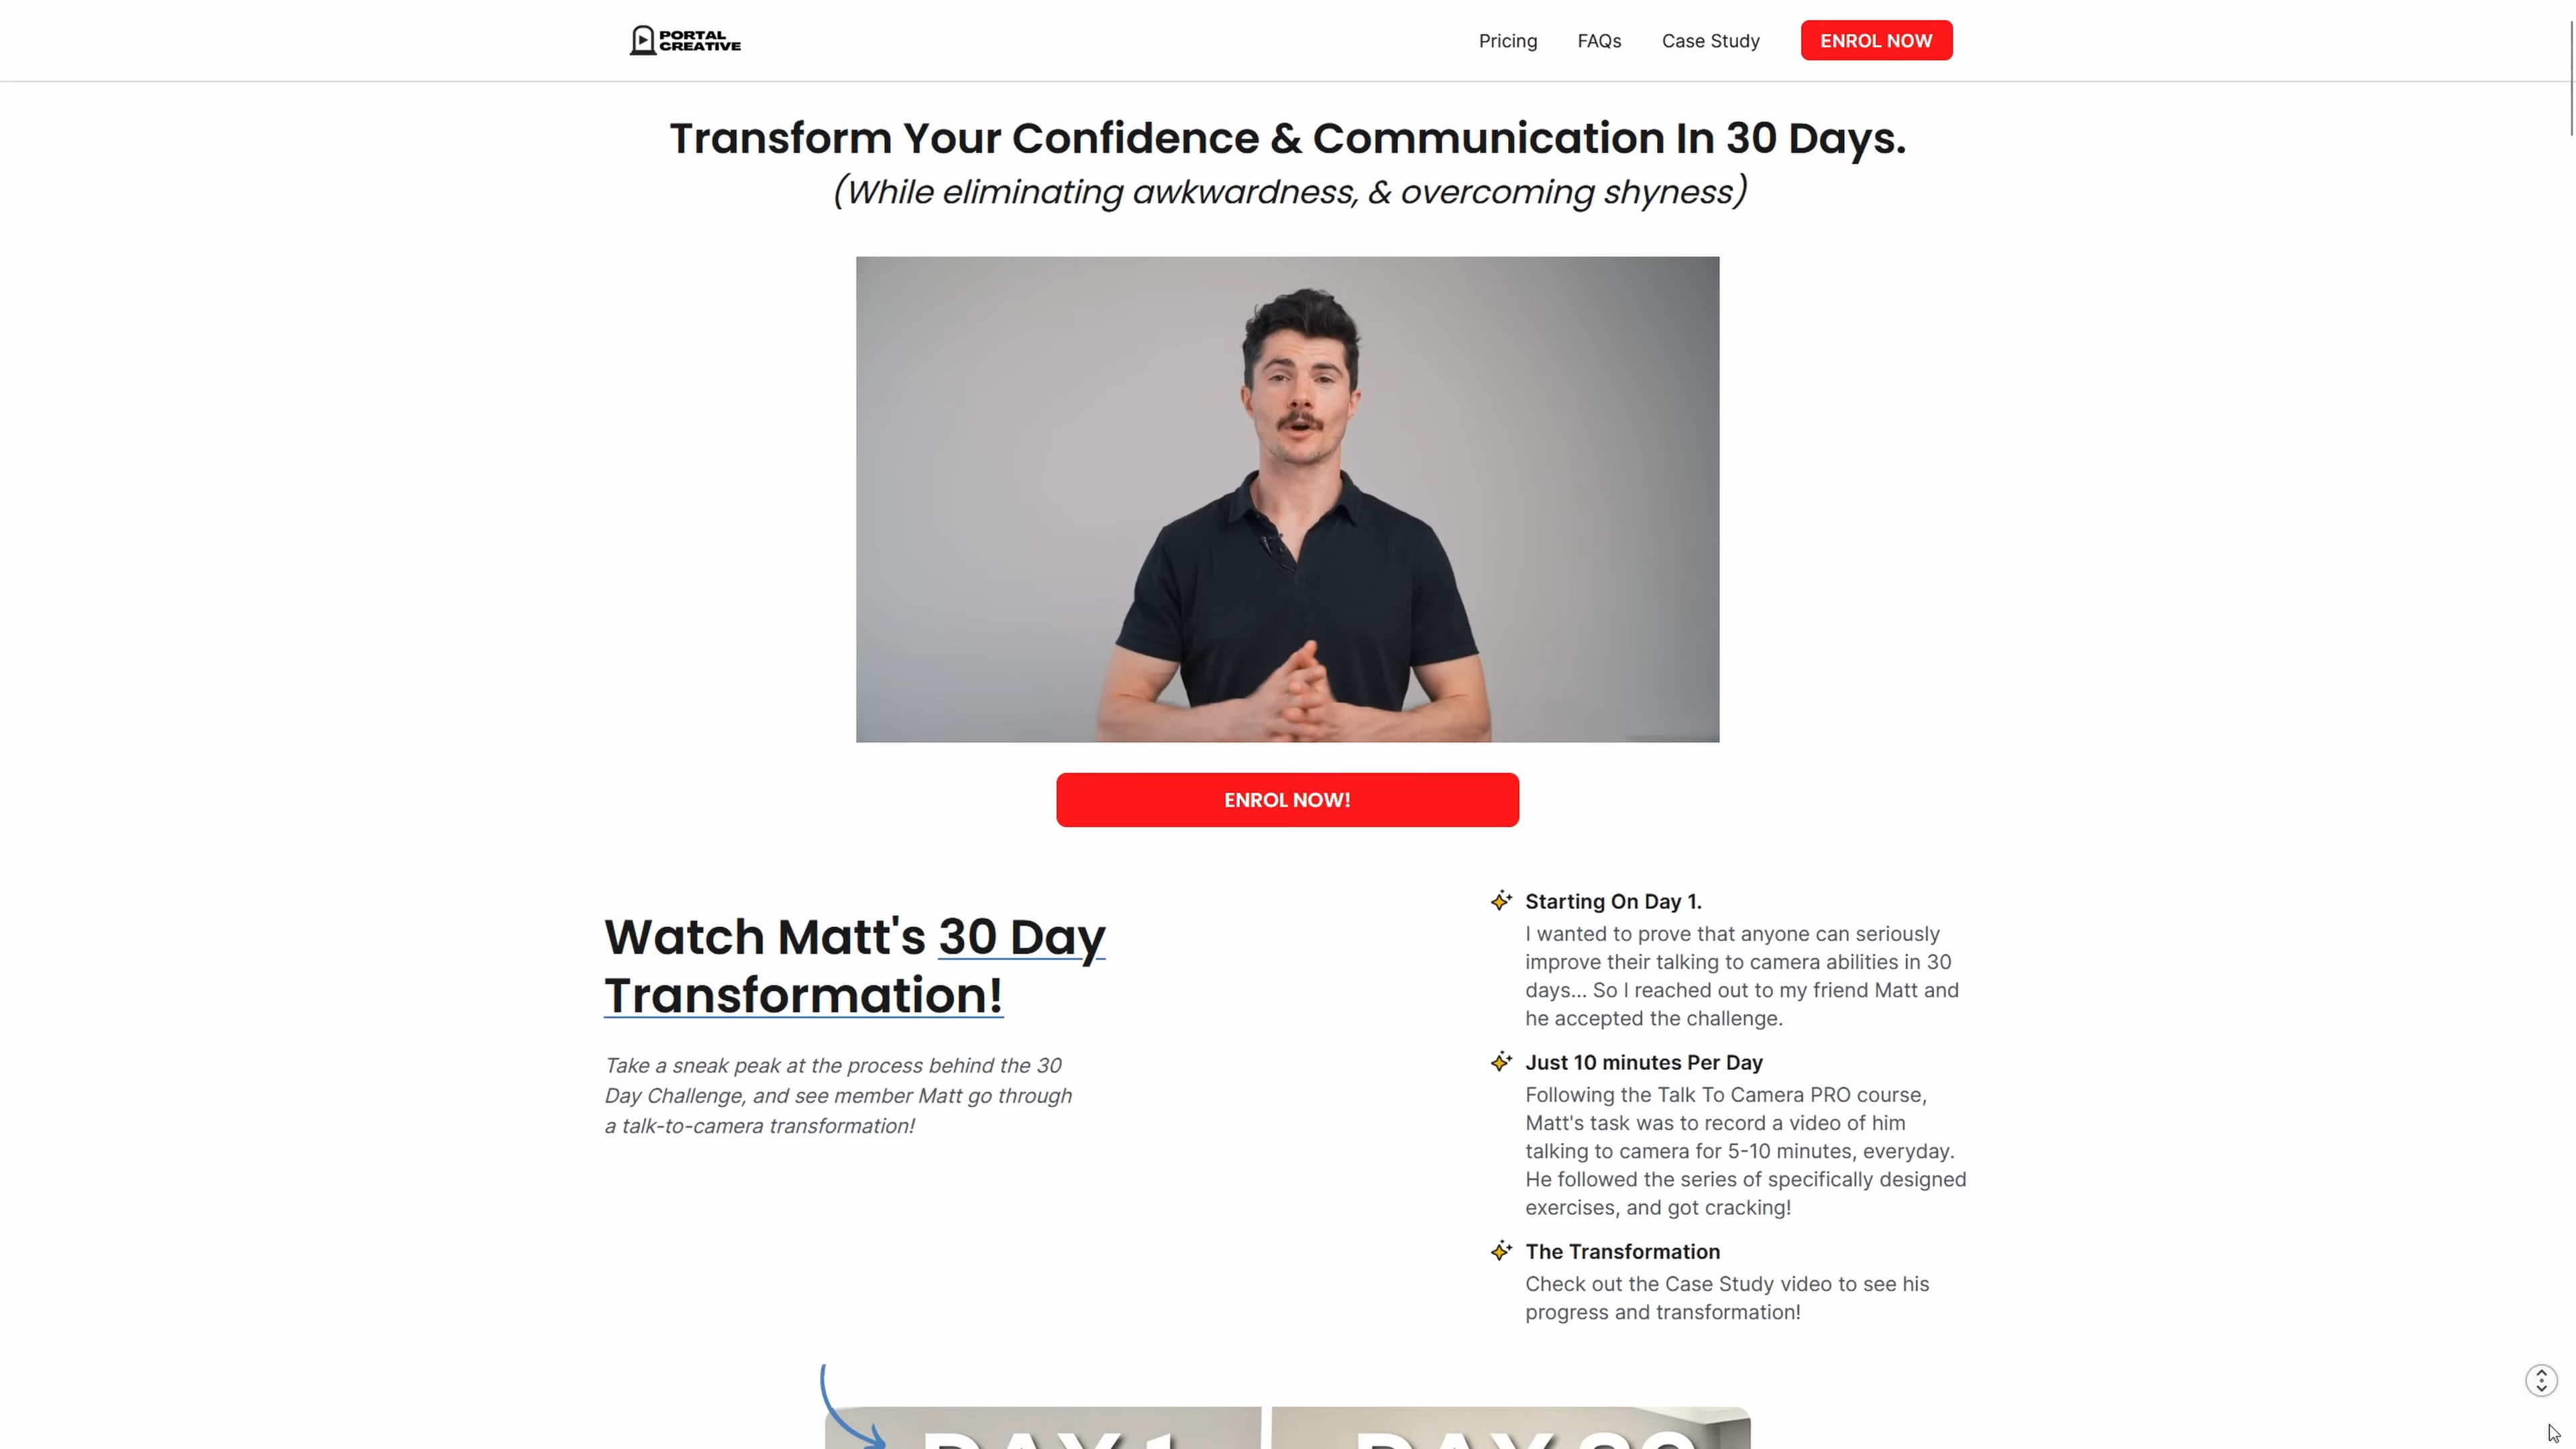 PORTAL
CREATIVE
Pricing
FAQs
Case Study
ENROL NOW
Transform Your Confidence & Communication In 30 Days.
(While eliminating awkwardness, & overcoming shyness)
ENROL NOW!
Watch Matt's 30 Day
Transformation!
Take a sneak peak at the process behind the 30
Day Challenge, and see member Matt go through
a talk-to-camera transformation!
Starting On Day 1.
I wanted to prove that anyone can seriously
improve their talking to camera abilities in 30
days... So I reached out to my friend Matt and
he accepted the challenge.
Just 10 minutes Per Day
Following the Talk To Camera PRO course,
Matt's task was to record a video of him
talking to camera for 5-10 minutes, everyday.
He followed the series of specifically designed
exercises, and got cracking!
The Transformation
Check out the Case Study video to see his
progress and transformation!
DAY 1
DAY